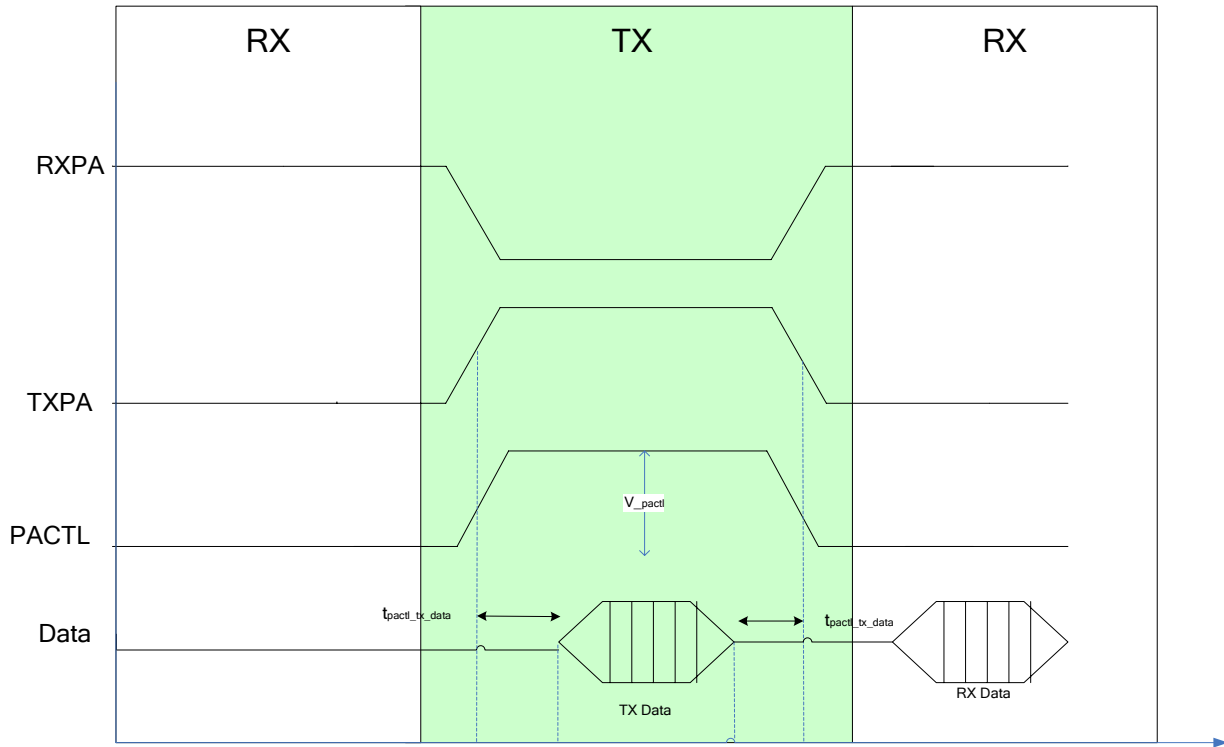 RX
TX
RX
RXPA
TXPA
PACTL
V_pactl
Data
tpactl_tx_data
tpactl_tx_data
TX Data
RX Data